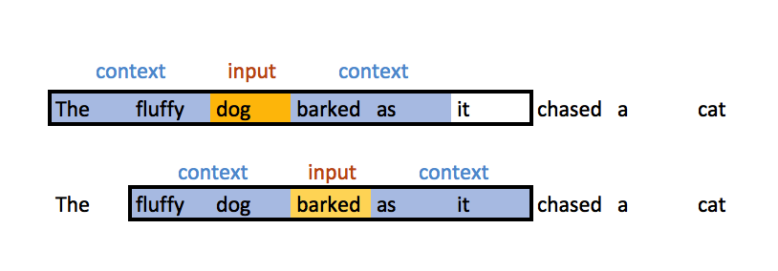 context input context
The fluffy dog barked as it chased a cat
context input context
The fluffy dog barked as it chased a cat